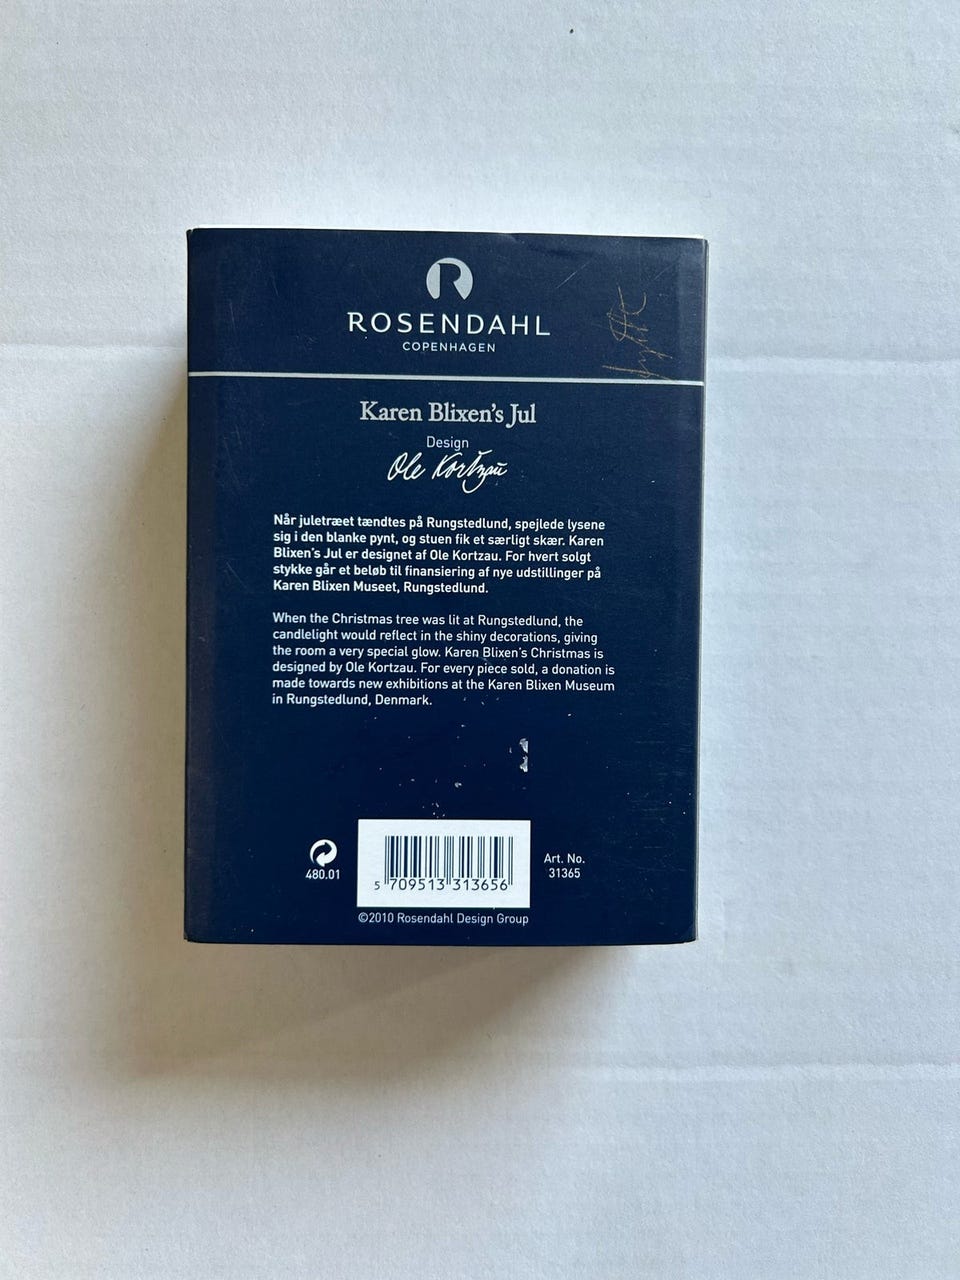 R
ROSENDAHL
COPENHAGEN
Karen Blixen's Jul
Design
Ole Kortzau
Når juletræet tændtes på Rungstedlund, spejlede lysene
sig i den blanke pynt, og stuen fik et særligt skær. Karen
Blixen's Jul er designet af Ole Kortzau. For hvert solgt
stykke går et beløb til finansiering af nye udstillinger på
Karen Blixen Museet, Rungstedlund.
When the Christmas tree was lit at Rungstedlund, the
candlelight would reflect in the shiny decorations, giving
the room a very special glow. Karen Blixen's Christmas is
designed by Ole Kortzau. For every piece sold, a donation is
made towards new exhibitions at the Karen Blixen Museum
in Rungstedlund, Denmark.
480.01
5 709513 313656
Art. No.
31365
©2010 Rosendahl Design Group